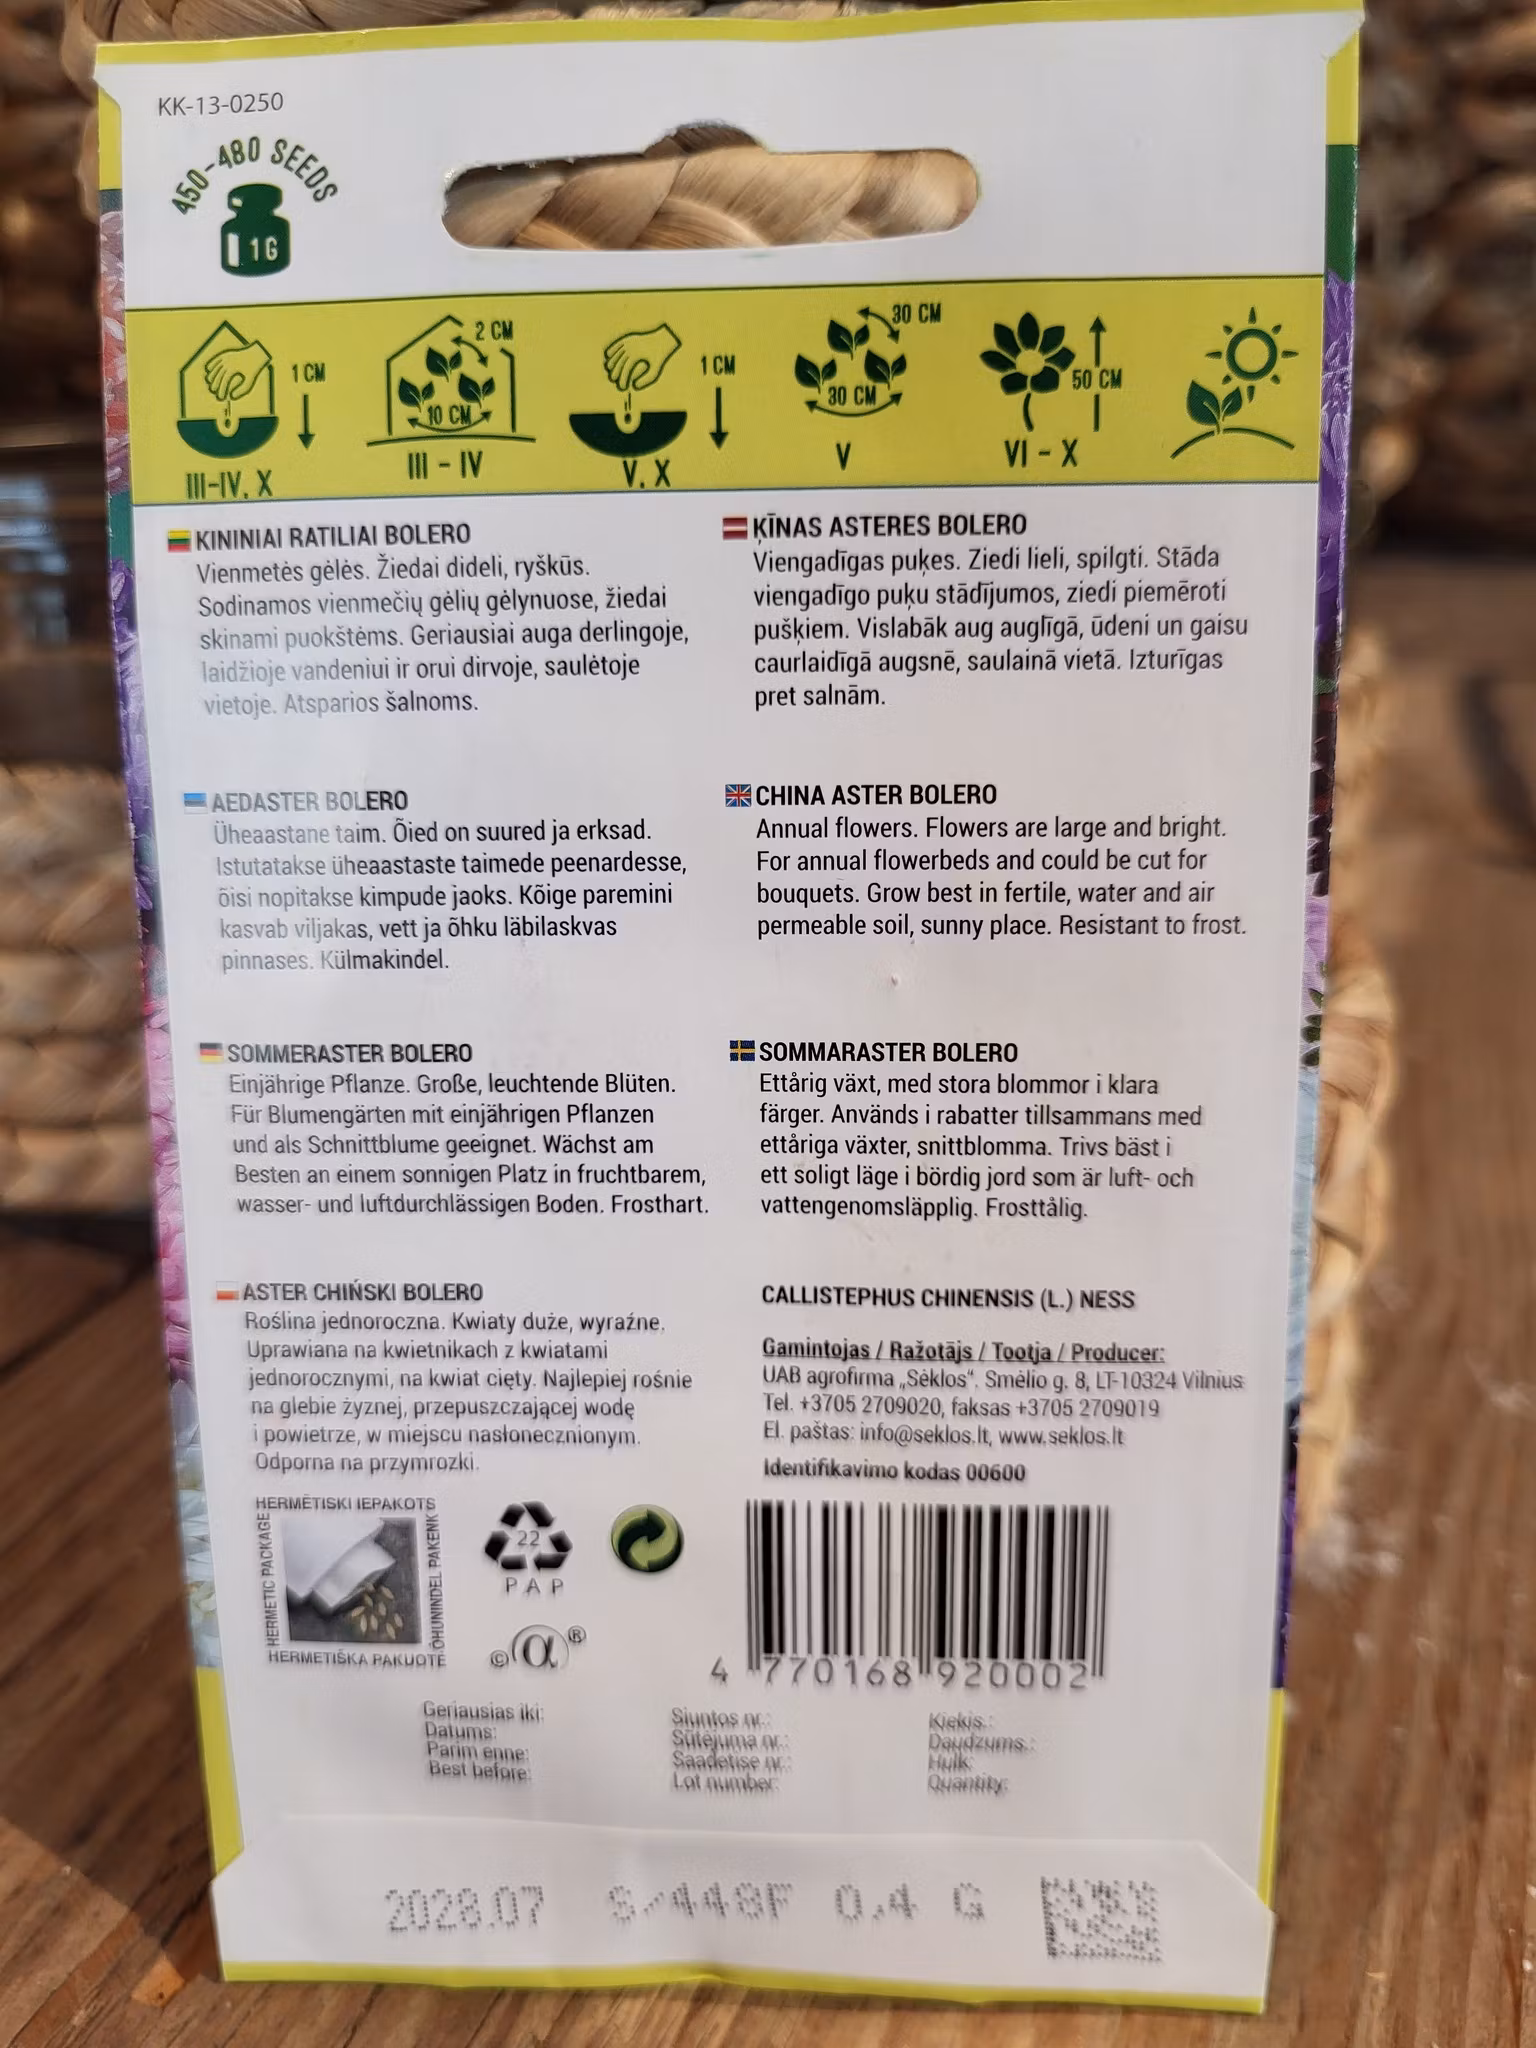 KK-13-0250
450-480 SEEDS
1G
1 CM
III-IV, X
2 CM
10 CM
III - IV
1 CM
V, X
30 CM
30 CM
V
50 CM
VI - X
KININIAI RATILIAI BOLERO
Vienmetės gėlės. Žiedai dideli, ryškūs.
Sodinamos vienmečių gėlių gėlynuose, žiedai
skinami puokštėms. Geriausiai auga derlingoje,
laidžioje vandeniui ir orui dirvoje, saulėtoje
vietoje. Atsparios šalnoms.
ĶĪNAS ASTERES BOLERO
Viengadīgas puķes. Ziedi lieli, spilgti. Stāda
viengadīgo puķu stādījumos, ziedi piemēroti
pušķiem. Vislabāk aug auglīgā, ūdeni un gaisu
caurlaidīgā augsnē, saulainā vietā. Izturīgas
pret salnām.
AEDASTER BOLERO
Üheaastane taim. Õied on suured ja erksad.
Istutatakse üheaastaste taimede peenardesse,
õisi nopitakse kimpude jaoks. Kõige paremini
kasvab viljakas, vett ja õhku läbilaskvas
pinnases. Külmakindel.
CHINA ASTER BOLERO
Annual flowers. Flowers are large and bright.
For annual flowerbeds and could be cut for
bouquets. Grow best in fertile, water and air
permeable soil, sunny place. Resistant to frost.
SOMMERASTER BOLERO
Einjährige Pflanze. Große, leuchtende Blüten.
Für Blumengärten mit einjährigen Pflanzen
und als Schnittblume geeignet. Wächst am
Besten an einem sonnigen Platz in fruchtbarem,
wasser- und luftdurchlässigen Boden. Frosthart.
SOMMARASTER BOLERO
Ettårig växt, med stora blommor i klara
färger. Används i rabatter tillsammans med
ettåriga växter, snittblomma. Trivs bäst i
ett soligt läge i bördig jord som är luft- och
vattengenomsläpplig. Frosttålig.
ASTER CHIŃSKI BOLERO
Roślina jednoroczna. Kwiaty duże, wyraźne.
Uprawiana na kwietnikach z kwiatami
jednorocznymi, na kwiat cięty. Najlepiej rośnie
na glebie żyznej, przepuszczającej wodę
i powietrze, w miejscu nasłonecznionym.
Odporna na przymrozki.
CALLISTEPHUS CHINENSIS (L.) NESS
Gamintojas / Ražotājs / Tootja / Producer:
UAB agrofirma „Sėklos“. Smėlio g. 8, LT-10324 Vilnius
Tel. +3705 2709020, faksas +3705 2709019
El. paštas: info@seklos.lt, www.seklos.lt
Identifikavimo kodas 00600
HERMĒTISKI IEPAKOTS
HERMETIC PACKAGE
ÕHUNINDEL PAKENK
HERMETIŠKA PAKUOTĖ
22
PAP
© α ®
4 770168 920002
Geriausias iki:
Datums:
Parim enne:
Best before:
Siuntos nr.:
Sūtējuma nr.:
Saadetise nr.:
Lot number:
Kiekis.:
Daudzums.:
Hulk:
Quantity:
2028.07 S/448F 0.4 G